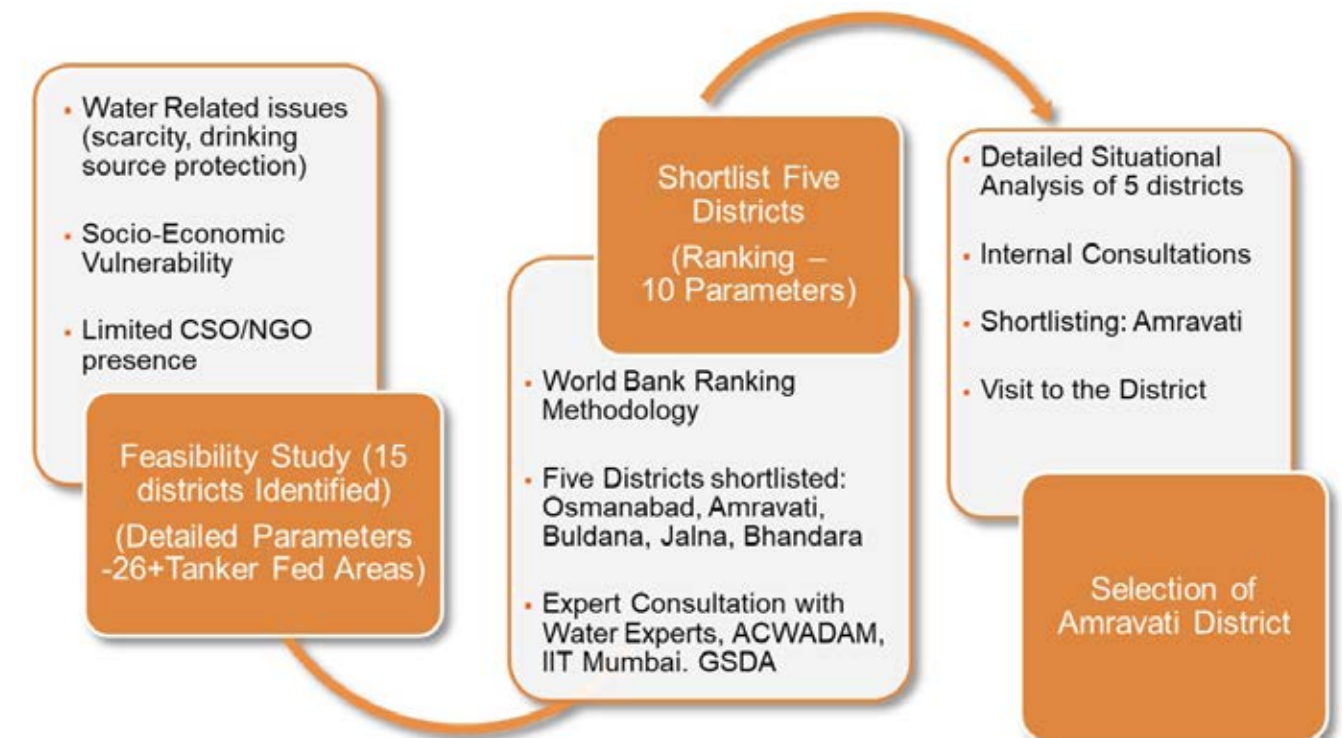 ▪ Water Related issues
(scarcity, drinking
source protection)
▪ Socio-Economic
Vulnerability
▪ Limited CSO/NGO
presence
Feasibility Study (15
districts Identified)
(Detailed Parameters
-26+Tanker Fed Areas)
Shortlist Five
Districts
(Ranking –
10 Parameters)
▪ World Bank Ranking
Methodology
▪ Five Districts shortlisted:
Osmanabad, Amravati,
Buldana, Jalna, Bhandara
▪ Expert Consultation with
Water Experts, ACWADAM,
IIT Mumbai. GSDA
▪ Detailed Situational
Analysis of 5 districts
▪ Internal Consultations
▪ Shortlisting: Amravati
▪ Visit to the District
Selection of
Amravati District